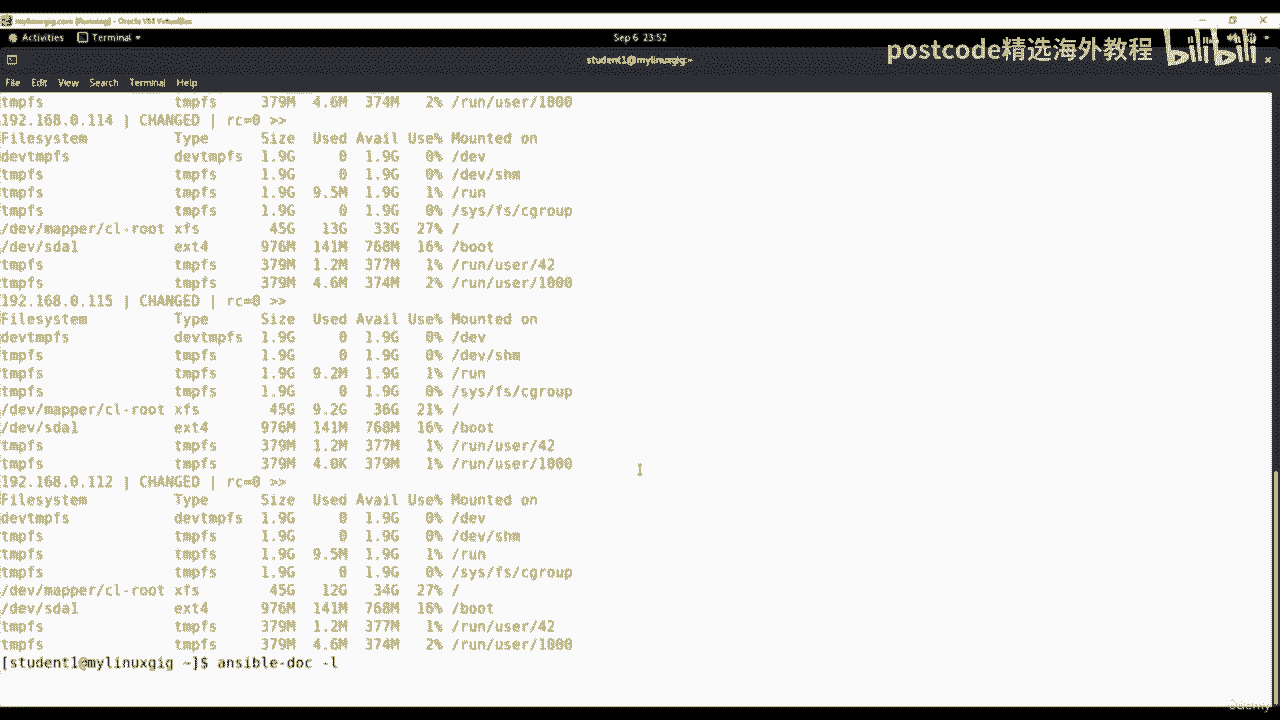 mylinuxgig.com [Running] - Oracle VM VirtualBox
Activities Terminal Sep 6 23:52
postcode精选海外教程 bilibili
student1@mylinuxgig:~
File Edit View Search Terminal Help
tmpfs tmpfs 379M 4.6M 374M 2% /run/user/1000
192.168.0.114 | CHANGED | rc=0 >>
Filesystem Type Size Used Avail Use% Mounted on
devtmpfs devtmpfs 1.9G 0 1.9G 0% /dev
tmpfs tmpfs 1.9G 0 1.9G 0% /dev/shm
tmpfs tmpfs 1.9G 9.5M 1.9G 1% /run
tmpfs tmpfs 1.9G 0 1.9G 0% /sys/fs/cgroup
/dev/mapper/cl-root xfs 45G 13G 33G 27% /
/dev/sda1 ext4 976M 141M 768M 16% /boot
tmpfs tmpfs 379M 1.2M 377M 1% /run/user/42
tmpfs tmpfs 379M 4.6M 374M 2% /run/user/1000
192.168.0.115 | CHANGED | rc=0 >>
Filesystem Type Size Used Avail Use% Mounted on
devtmpfs devtmpfs 1.9G 0 1.9G 0% /dev
tmpfs tmpfs 1.9G 0 1.9G 0% /dev/shm
tmpfs tmpfs 1.9G 9.2M 1.9G 1% /run
tmpfs tmpfs 1.9G 0 1.9G 0% /sys/fs/cgroup
/dev/mapper/cl-root xfs 45G 9.2G 36G 21% /
/dev/sda1 ext4 976M 141M 768M 16% /boot
tmpfs tmpfs 379M 1.2M 377M 1% /run/user/42
tmpfs tmpfs 379M 4.0K 379M 1% /run/user/1000
192.168.0.112 | CHANGED | rc=0 >>
Filesystem Type Size Used Avail Use% Mounted on
devtmpfs devtmpfs 1.9G 0 1.9G 0% /dev
tmpfs tmpfs 1.9G 0 1.9G 0% /dev/shm
tmpfs tmpfs 1.9G 9.5M 1.9G 1% /run
tmpfs tmpfs 1.9G 0 1.9G 0% /sys/fs/cgroup
/dev/mapper/cl-root xfs 45G 12G 34G 27% /
/dev/sda1 ext4 976M 141M 768M 16% /boot
tmpfs tmpfs 379M 1.2M 377M 1% /run/user/42
tmpfs tmpfs 379M 4.6M 374M 2% /run/user/1000
[student1@mylinuxgig ~]$ ansible-doc -l
Udemy